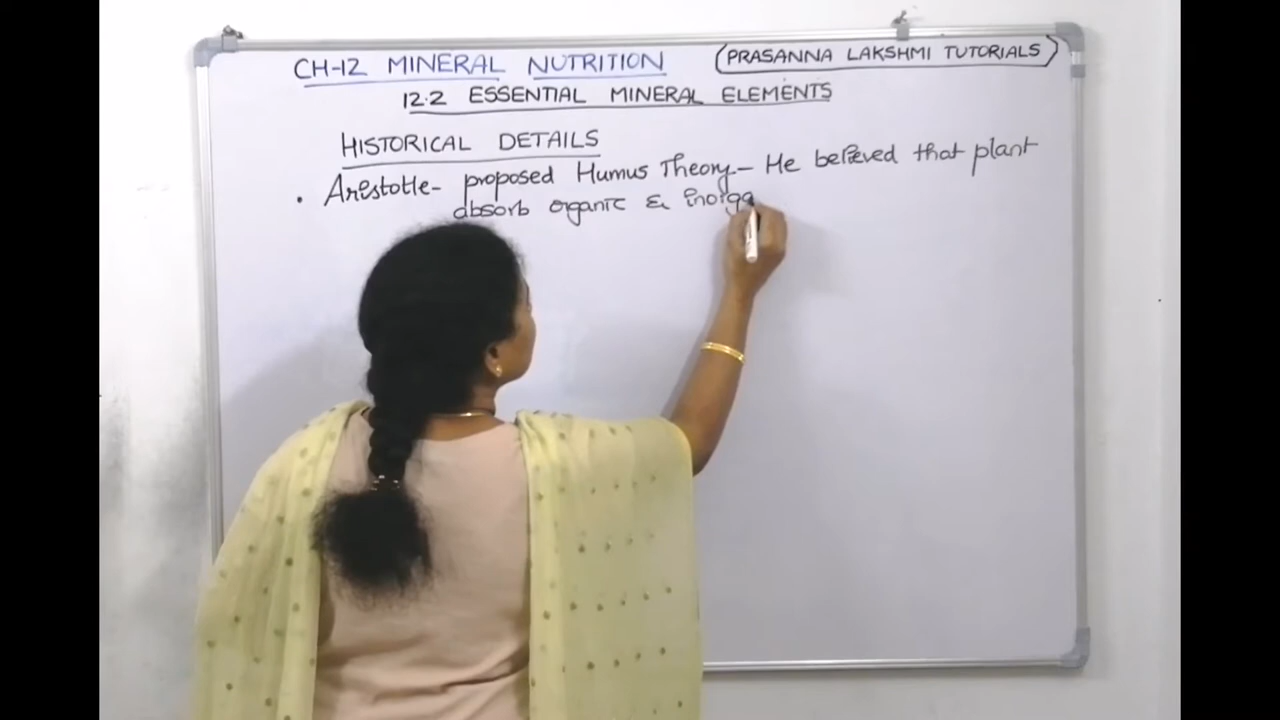 CH-12 MINERAL NUTRITION (PRASANNA LAKSHMI TUTORIALS)
12.2 ESSENTIAL MINERAL ELEMENTS
HISTORICAL DETAILS
• Aristotle- proposed Humus Theory- He believed that plant
absorb organic & inorga